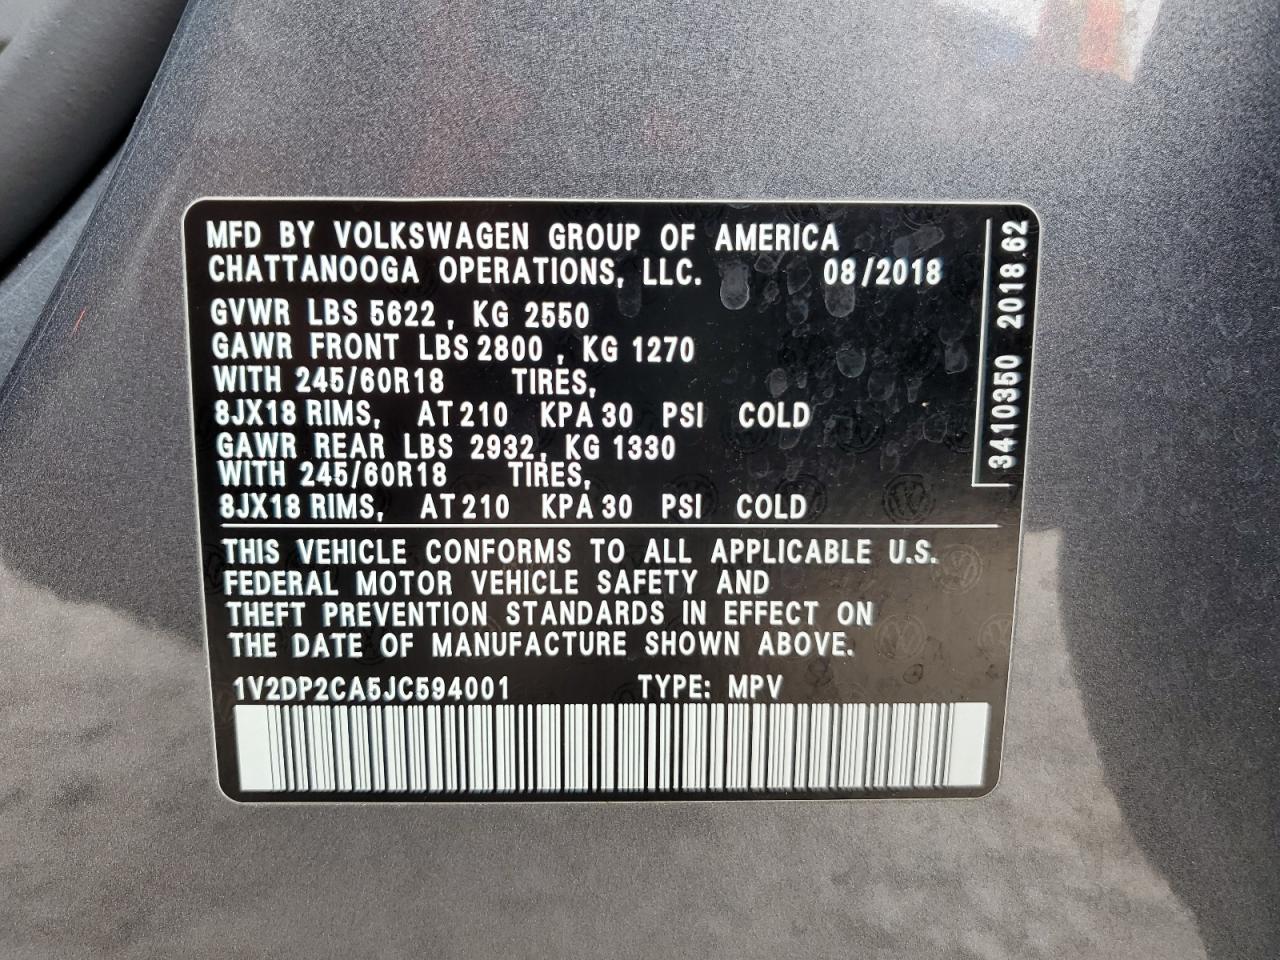 MFD BY VOLKSWAGEN GROUP OF AMERICA
CHATTANOOGA OPERATIONS, LLC. 08/2018
GVWR LBS 5622, KG 2550
GAWR FRONT LBS 2800, KG 1270
WITH 245/60R18 TIRES,
8JX18 RIMS, AT 210 KPA 30 PSI COLD
GAWR REAR LBS 2932, KG 1330
WITH 245/60R18 TIRES,
8JX18 RIMS, AT 210 KPA 30 PSI COLD
THIS VEHICLE CONFORMS TO ALL APPLICABLE U.S.
FEDERAL MOTOR VEHICLE SAFETY AND
THEFT PREVENTION STANDARDS IN EFFECT ON
THE DATE OF MANUFACTURE SHOWN ABOVE.
1V2DP2CA5JC594001 TYPE: MPV
3410350 2018.62